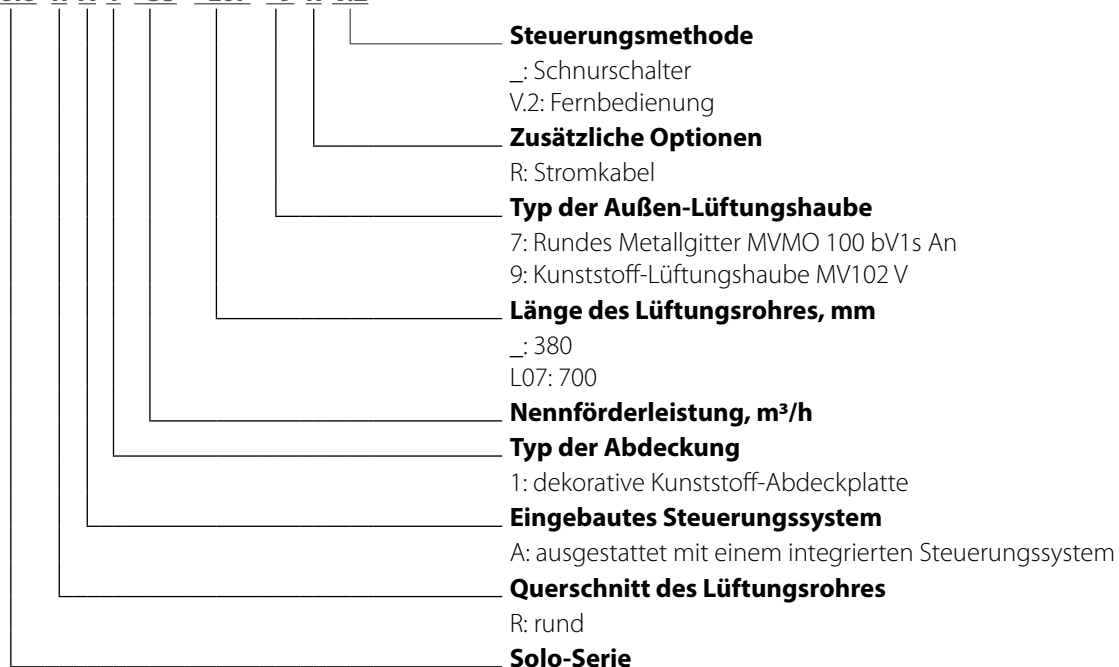 Steuerungsmethode
_: Schnurschalter
V.2: Fernbedienung
Zusätzliche Optionen
R: Stromkabel
Typ der Außen-Lüftungshaube
7: Rundes Metallgitter MVMO 100 bV1s An
9: Kunststoff-Lüftungshaube MV102 V
Länge des Lüftungsrohres, mm
_: 380
L07: 700
Nennförderleistung, m³/h
Typ der Abdeckung
1: dekorative Kunststoff-Abdeckplatte
Eingebautes Steuerungssystem
A: ausgestattet mit einem integrierten Steuerungssystem
Querschnitt des Lüftungsrohres
R: rund
Solo-Serie